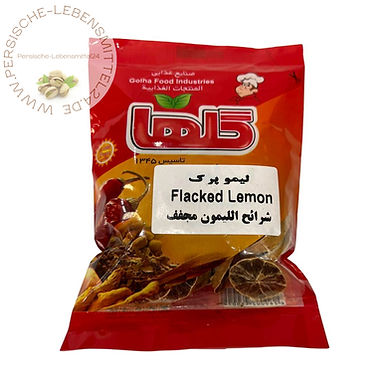 WWW.PERSISCHE-LEBENSMITTEL24.DE
Persische-Lebensmittel24
صنایع غذایی
Golha Food Industries
المنتجات الغذائية
گلها
تاسیس ۱۳۴۵
لیمو پرک
Flacked Lemon
شرائح الليمون مجفف